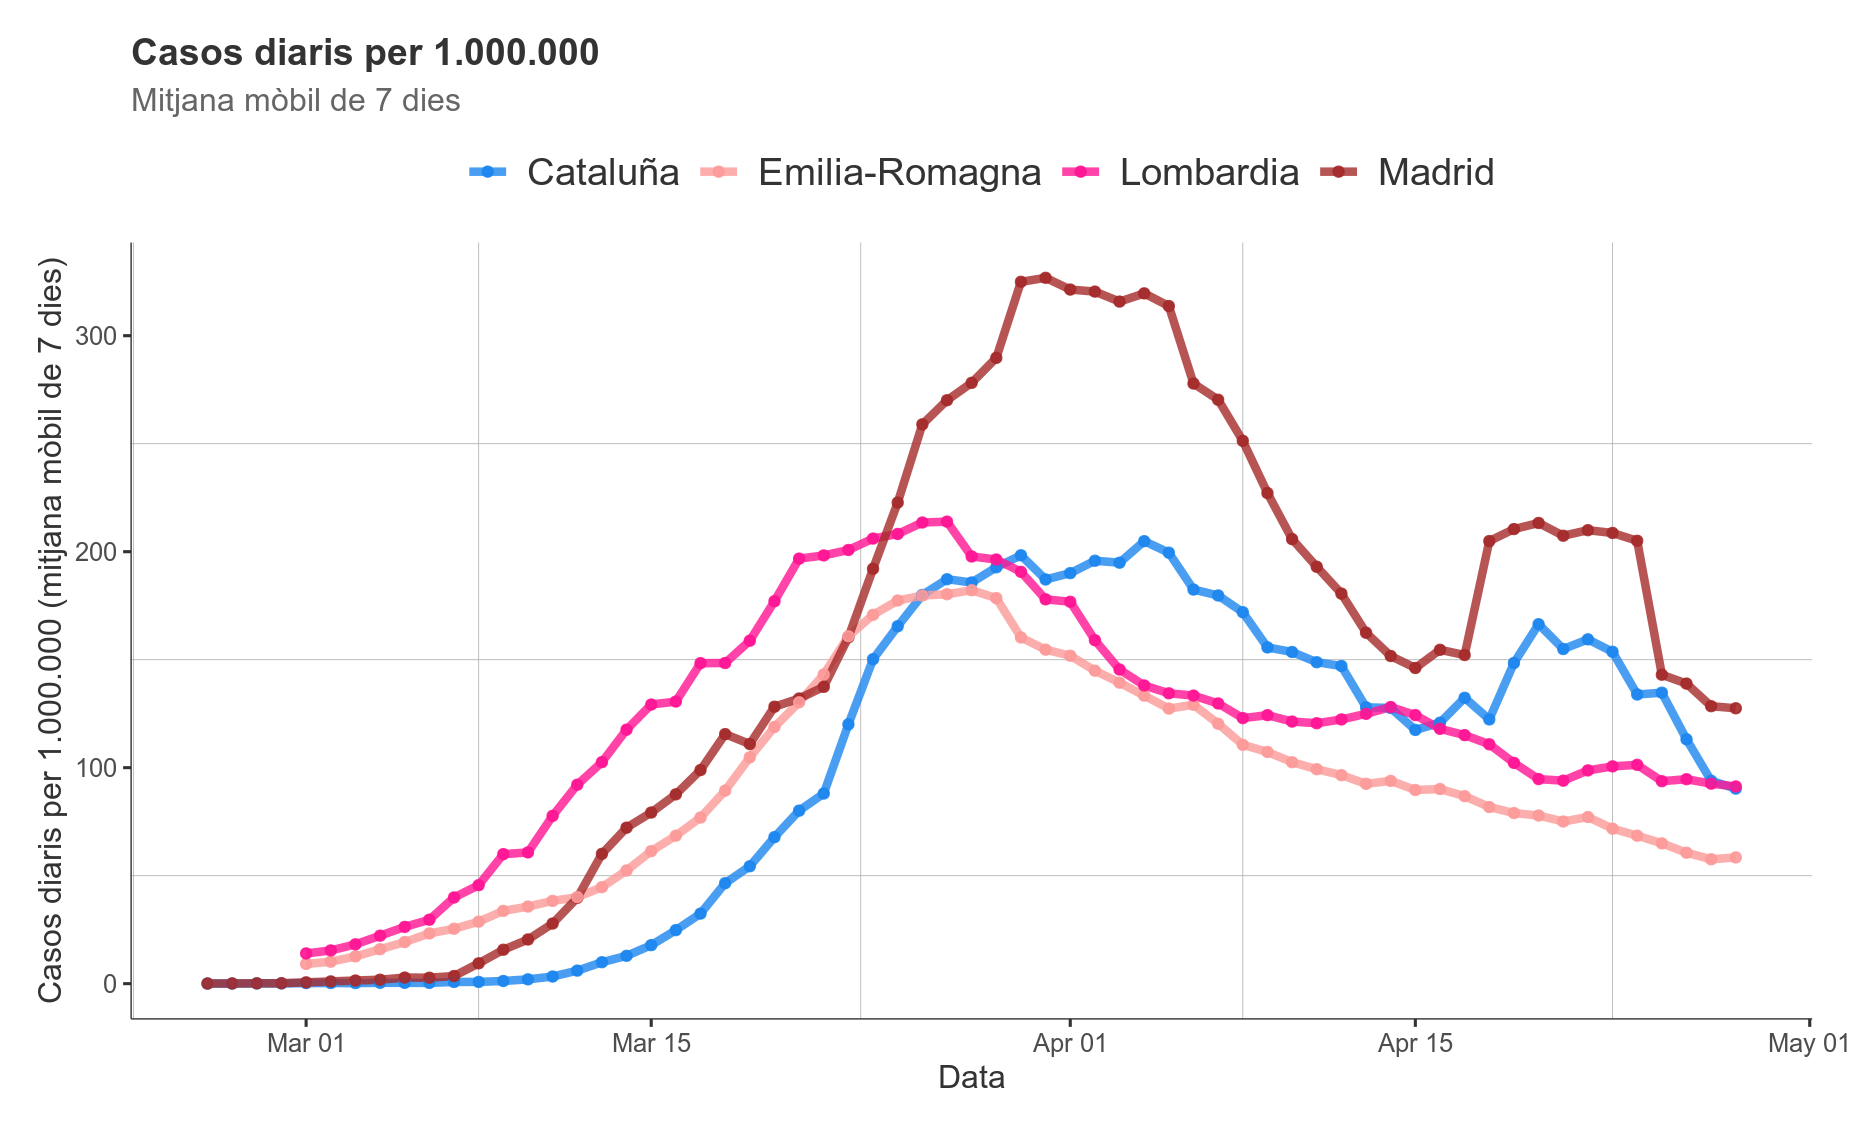 Casos diaris per 1.000.000
Mitjana mòbil de 7 dies
Cataluña Emilia-Romagna Lombardia Madrid
Casos diaris per 1.000.000 (mitjana mòbil de 7 dies)
300
200
100
0
Mar 01 Mar 15 Apr 01 Apr 15 May 01
Data